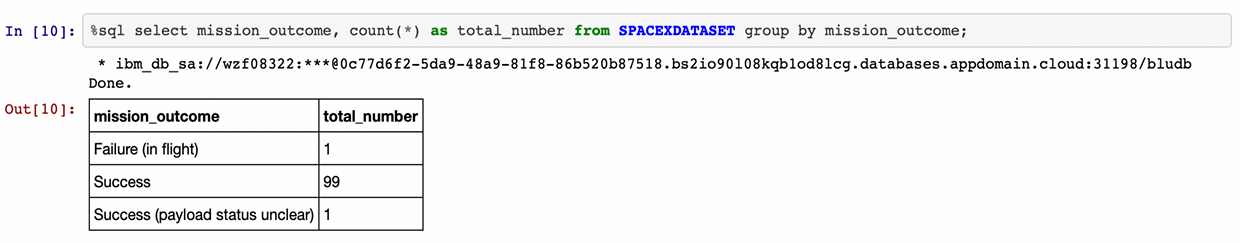 In [10]: %sql select mission_outcome, count(*) as total_number from SPACEXDATASET group by mission_outcome;
* ibm_db_sa://wzf08322:***@0c77d6f2-5da9-48a9-81f8-86b520b87518.bs2io90l08kqb1od8lcg.databases.appdomain.cloud:31198/bludb
Done.
Out[10]:
mission_outcome total_number
Failure (in flight) 1
Success 99
Success (payload status unclear) 1